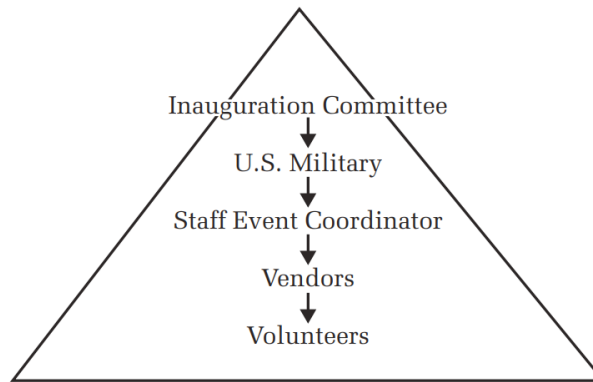 Inauguration Committee
U.S. Military
Staff Event Coordinator
Vendors
Volunteers